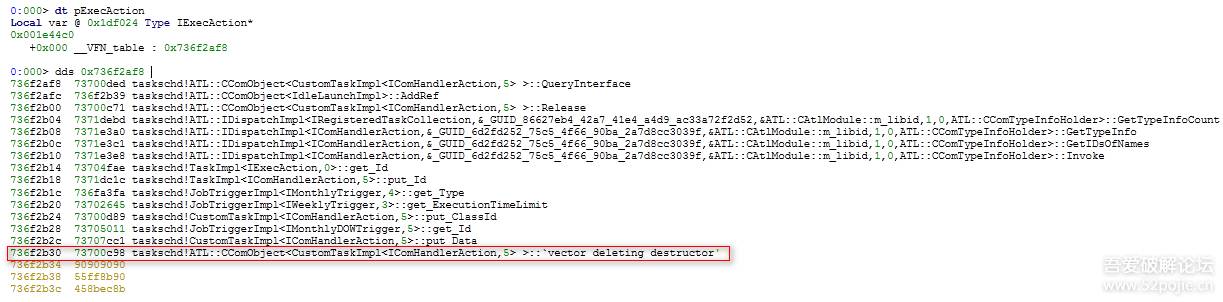 0:000> dt pExecAction
Local var @ 0x1df024 Type IExecAction*
0x001e44c0
+0x000 __VFN_table : 0x736f2af8
0:000> dds 0x736f2af8
736f2af8 73700ded taskschd!ATL::CComObject<CustomTaskImpl<IComHandlerAction,5> >::QueryInterface
736f2afc 736f2b39 taskschd!ATL::CComObject<IdleLaunchImpl>::AddRef
736f2b00 73700c71 taskschd!ATL::CComObject<CustomTaskImpl<IComHandlerAction,5> >::Release
736f2b04 7371debd taskschd!ATL::IDispatchImpl<IRegisteredTaskCollection,&_GUID_86627eb4_42a7_41e4_a4d9_ac33a72f2d52,&ATL::CAtlModule::m_libid,1,0,ATL::CComTypeInfoHolder>::GetTypeInfoCount
736f2b08 7371e3a0 taskschd!ATL::IDispatchImpl<IComHandlerAction,&_GUID_6d2fd252_75c5_4f66_90ba_2a7d8cc3039f,&ATL::CAtlModule::m_libid,1,0,ATL::CComTypeInfoHolder>::GetTypeInfo
736f2b0c 7371e3c1 taskschd!ATL::IDispatchImpl<IComHandlerAction,&_GUID_6d2fd252_75c5_4f66_90ba_2a7d8cc3039f,&ATL::CAtlModule::m_libid,1,0,ATL::CComTypeInfoHolder>::GetIDsOfNames
736f2b10 7371e3e8 taskschd!ATL::IDispatchImpl<IComHandlerAction,&_GUID_6d2fd252_75c5_4f66_90ba_2a7d8cc3039f,&ATL::CAtlModule::m_libid,1,0,ATL::CComTypeInfoHolder>::Invoke
736f2b14 73704fae taskschd!TaskImpl<IExecAction,0>::get_Id
736f2b18 7371dc1c taskschd!TaskImpl<IComHandlerAction,5>::put_Id
736f2b1c 736fa3fa taskschd!JobTriggerImpl<IMonthlyTrigger,4>::get_Type
736f2b20 73702645 taskschd!JobTriggerImpl<IWeeklyTrigger,3>::get_ExecutionTimeLimit
736f2b24 73700d89 taskschd!CustomTaskImpl<IComHandlerAction,5>::put_ClassId
736f2b28 73705011 taskschd!JobTriggerImpl<IMonthlyDOWTrigger,5>::get_Id
736f2b2c 73707cc1 taskschd!CustomTaskImpl<IComHandlerAction,5>::put_Data
736f2b30 73700c98 taskschd!ATL::CComObject<CustomTaskImpl<IComHandlerAction,5> >::`vector deleting destructor'
736f2b34 90909090
736f2b38 55ff8b90
736f2b3c 458bec8b
吾爱破解论坛
www.52pojie.cn